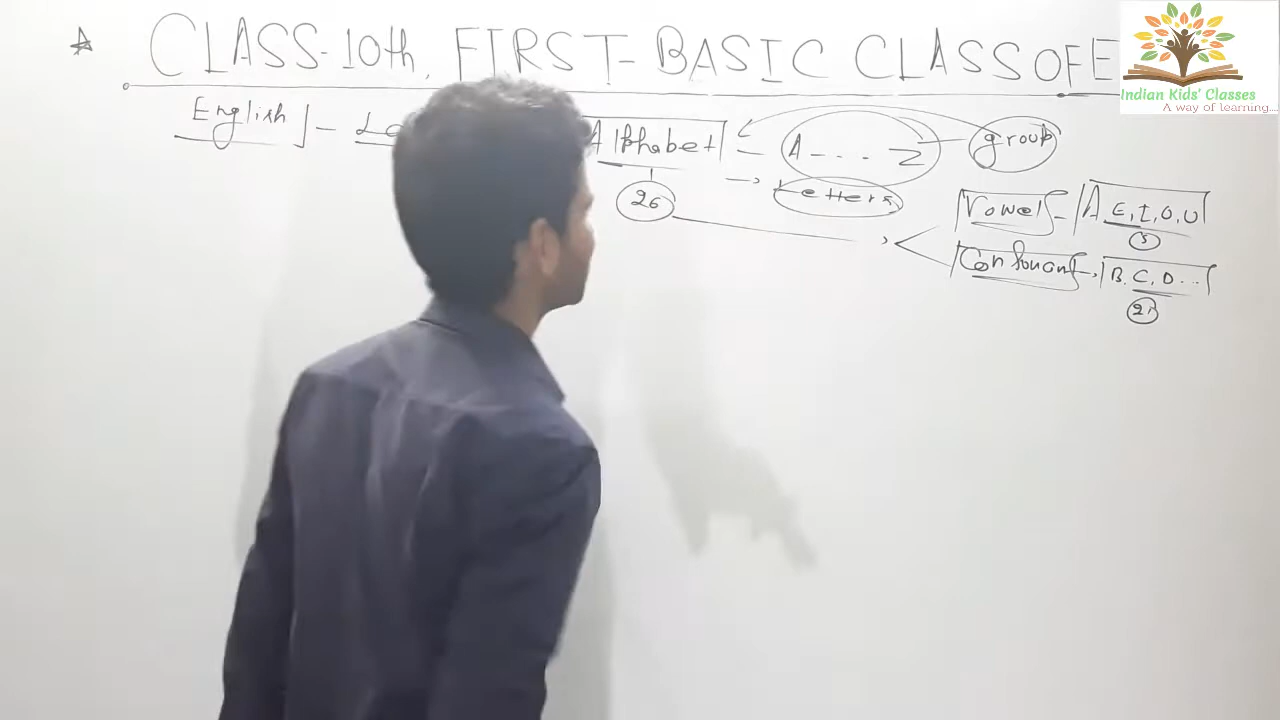 ☆ CLASS-10th, FIRST-BASIC CLASS OF E
Indian Kids' Classes
A way of learning...
English] - Alphabet - A - - - Z group
26 → Letters
Vowel - A, E, I, O, U
5
Consonant - B, C, D...
21